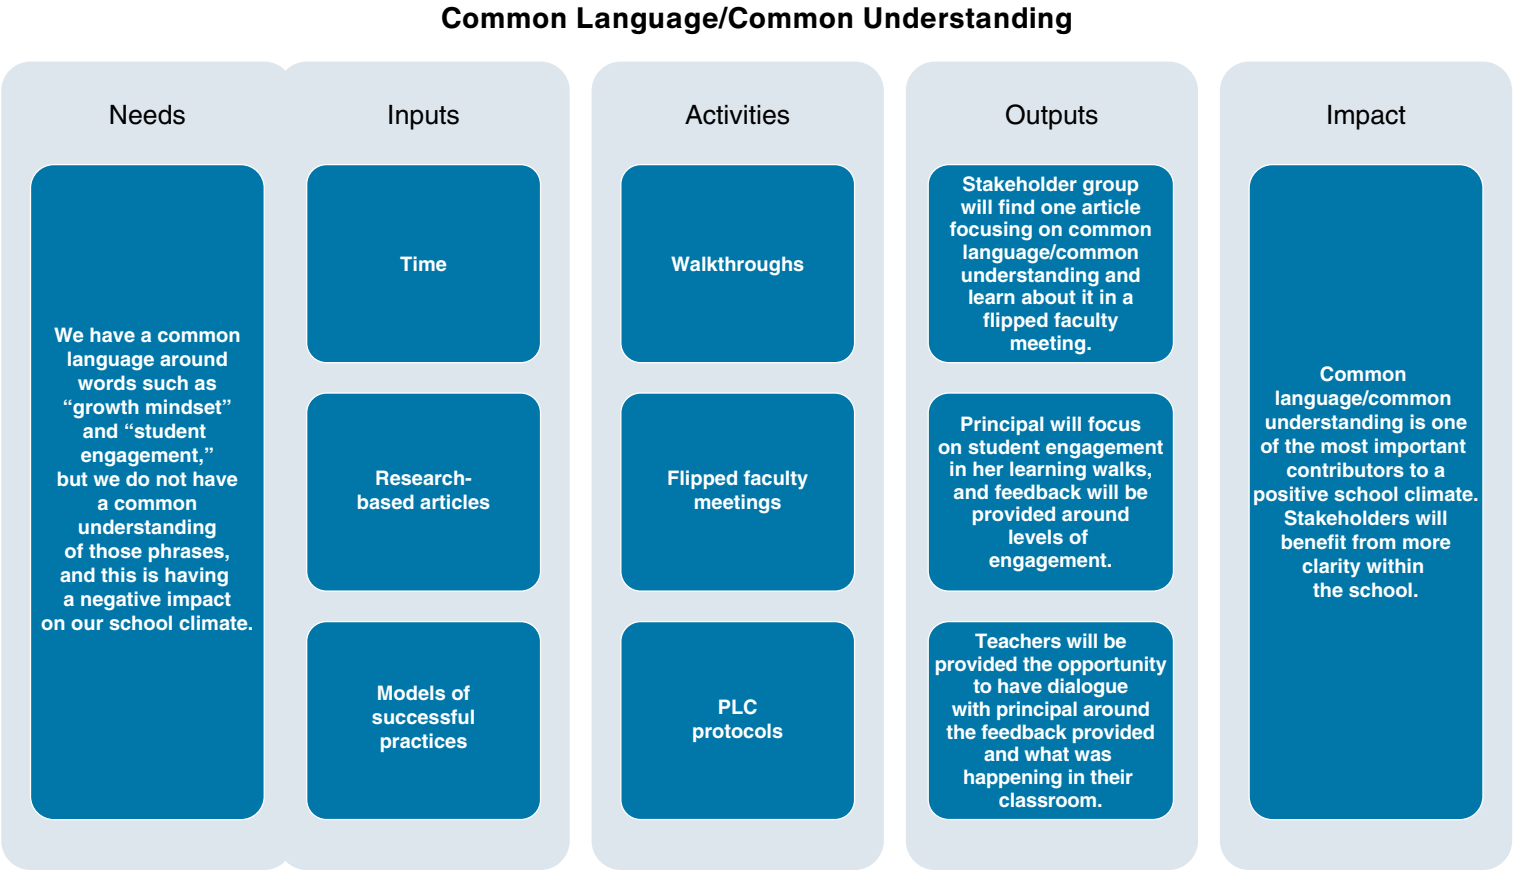 Common Language/Common Understanding
Needs
We have a common
language around
words such as
“growth mindset”
and “student
engagement,”
but we do not have
a common
understanding
of those phrases,
and this is having
a negative impact
on our school climate.
Inputs
Time
Research-
based articles
Models of
successful
practices
Activities
Walkthroughs
Flipped faculty
meetings
PLC
protocols
Outputs
Stakeholder group
will find one article
focusing on common
language/common
understanding and
learn about it in a
flipped faculty
meeting.
Principal will focus
on student engagement
in her learning walks,
and feedback will be
provided around
levels of
engagement.
Teachers will be
provided the opportunity
to have dialogue
with principal around
the feedback provided
and what was
happening in their
classroom.
Impact
Common
language/common
understanding is one
of the most important
contributors to a
positive school climate.
Stakeholders will
benefit from more
clarity within
the school.